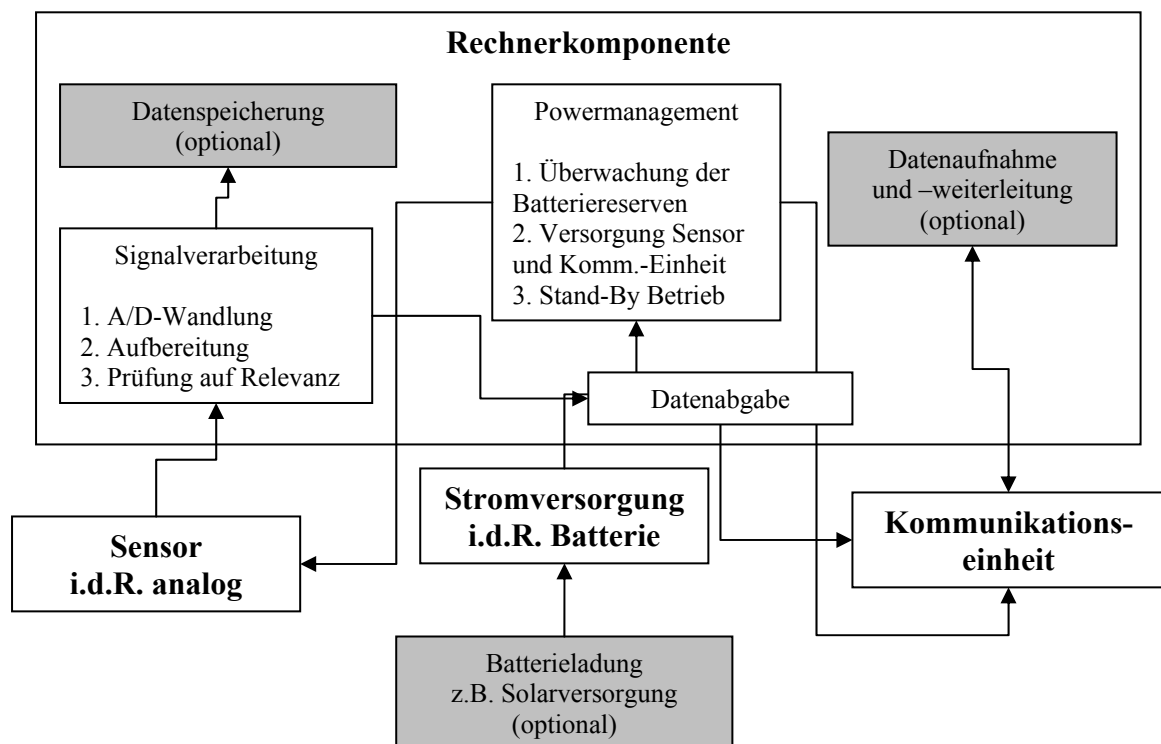 Rechnerkomponente
Datenspeicherung
(optional)
Powermanagement
1. Überwachung der
Batteriereserven
2. Versorgung Sensor
und Komm.-Einheit
3. Stand-By Betrieb
Datenaufnahme
und –weiterleitung
(optional)
Signalverarbeitung
1. A/D-Wandlung
2. Aufbereitung
3. Prüfung auf Relevanz
Datenabgabe
Sensor
i.d.R. analog
Stromversorgung
i.d.R. Batterie
Kommunikations-
einheit
Batterieladung
z.B. Solarversorgung
(optional)